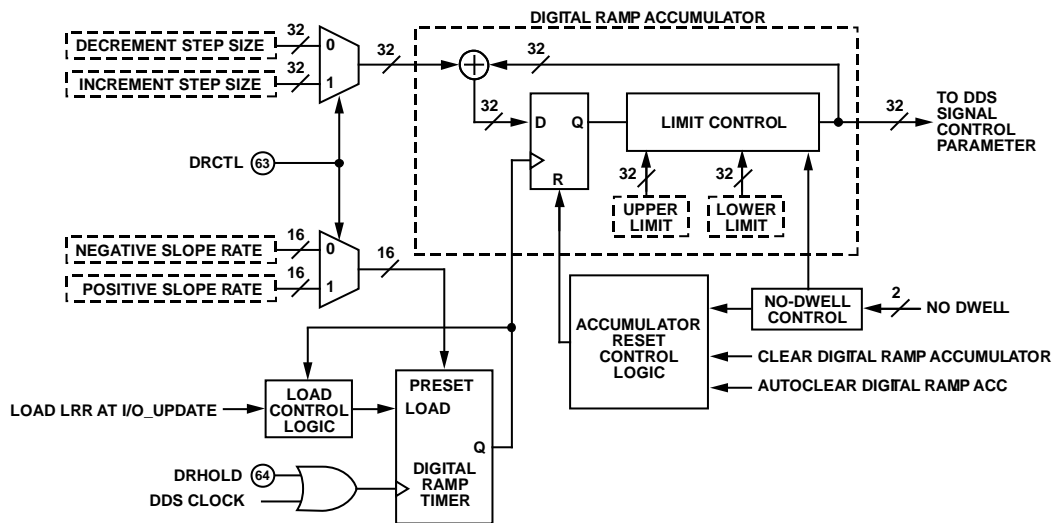 DIGITAL RAMP ACCUMULATOR
DECREMENT STEP SIZE
32
0
32
32
32
INCREMENT STEP SIZE
32
1
32
D
Q
LIMIT CONTROL
32
TO DDS
SIGNAL
CONTROL
PARAMETER
DRCTL
63
R
32
32
UPPER
LIMIT
LOWER
LIMIT
NEGATIVE SLOPE RATE
16
0
16
POSITIVE SLOPE RATE
16
1
ACCUMULATOR
RESET
CONTROL
LOGIC
NO-DWELL
CONTROL
2
NO DWELL
CLEAR DIGITAL RAMP ACCUMULATOR
AUTOCLEAR DIGITAL RAMP ACC
LOAD LRR AT I/O_UPDATE
LOAD
CONTROL
LOGIC
PRESET
LOAD
Q
DIGITAL
RAMP
TIMER
DRHOLD
64
DDS CLOCK